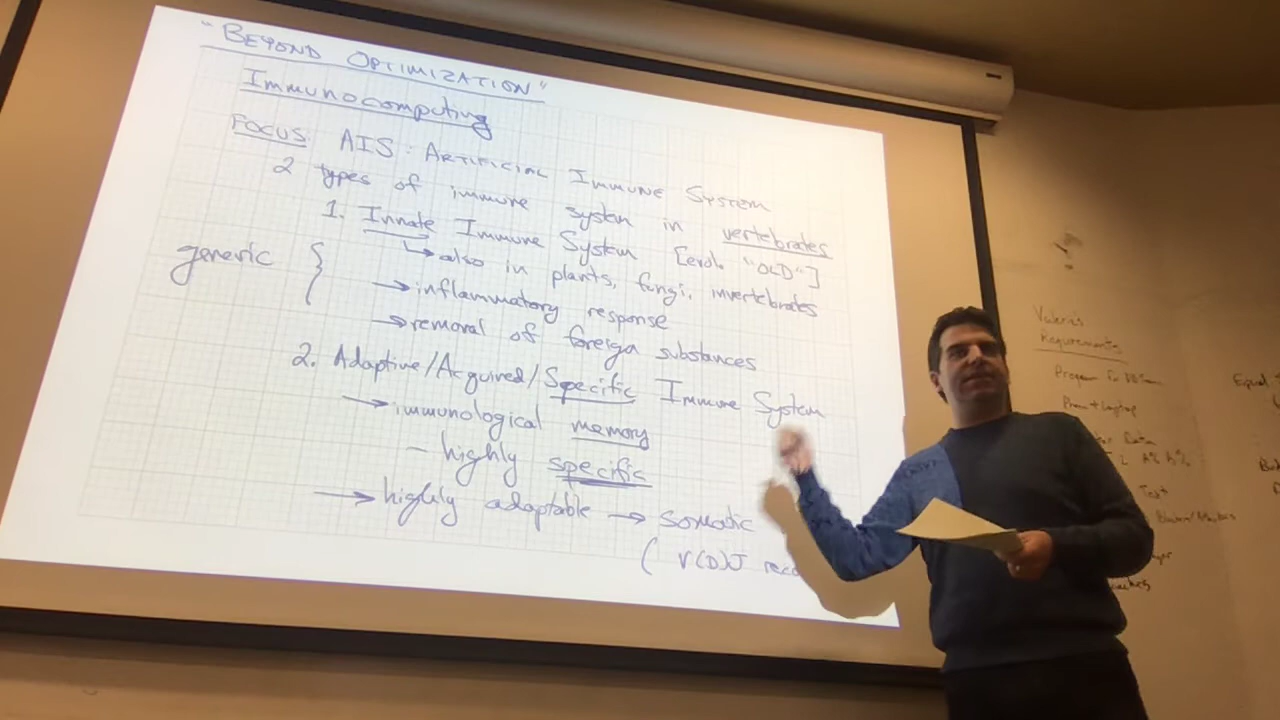 "BEYOND OPTIMIZATION"
Immunocomputing
FOCUS: AIS: ARTIFICIAL IMMUNE SYSTEM
2 types of immune system in vertebrates
1. Innate Immune System [evol. "OLD"]
↳ also in plants, fungi, invertebrates
generic { → inflammatory response
→ removal of foreign substances
2. Adaptive/Acquired/Specific Immune System
→ immunological memory
- highly specific
→ highly adaptable → Somatic
( V(D)J reco
Valerie's
Requirements
Equal
Text